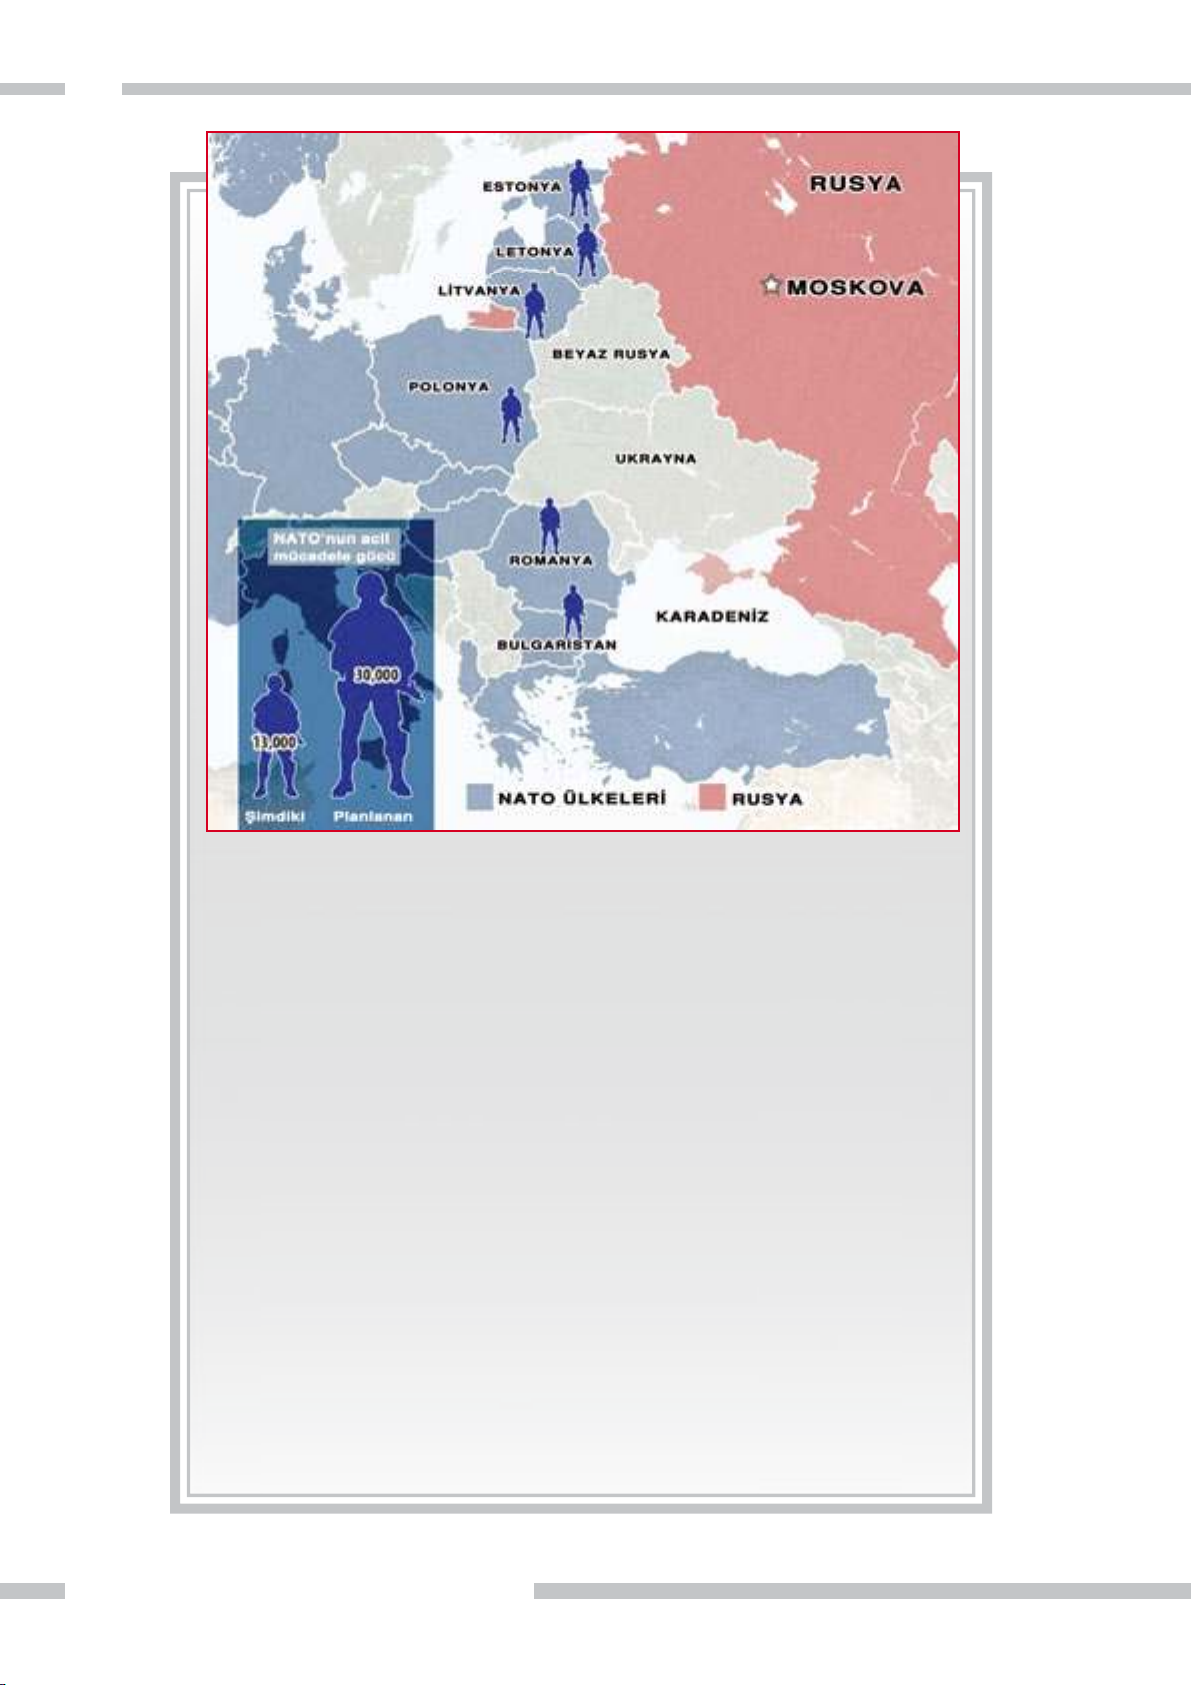 ESTONYA
RUSYA
LETONYA
MOSKOVA
LİTVANYA
BEYAZ RUSYA
POLONYA
UKRAYNA
NATO'nun acil
mücadele gücü
ROMANYA
KARADENİZ
BULGARİSTAN
30,000
13,000
NATO ÜLKELERİ
RUSYA
Şimdiki
Planlanan